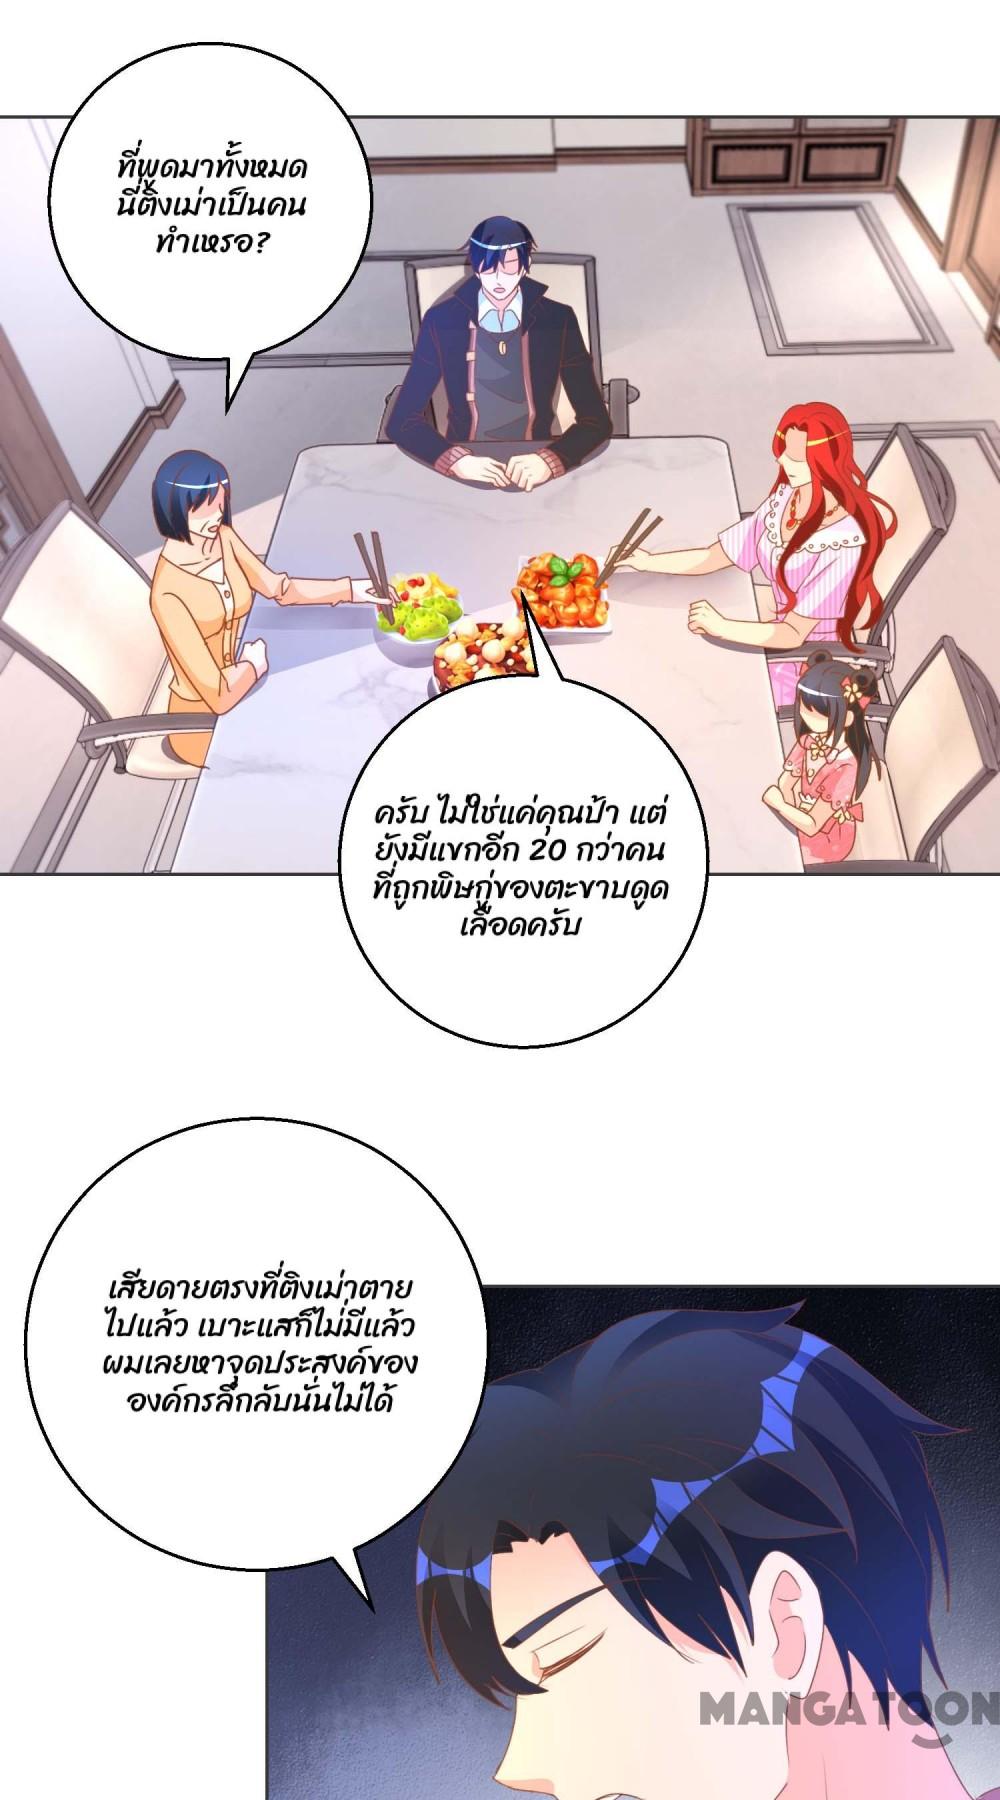 ที่พูดมาทั้งหมด
นี่ติงเม่าเป็นคน
ทำเหรอ?
ครับ ไม่ใช่แค่คุณป้า แต่
ยังมีแขกอีก 20 กว่าคน
ที่ถูกพิษกู่ของตะขาบดูด
เลือดครับ
เสียดายตรงที่ติงเม่าตาย
ไปแล้ว เบาะแสก็ไม่มีแล้ว
ผมเลยหาจุดประสงค์ของ
องค์กรลึกลับนั่นไม่ได้
MANGATOON